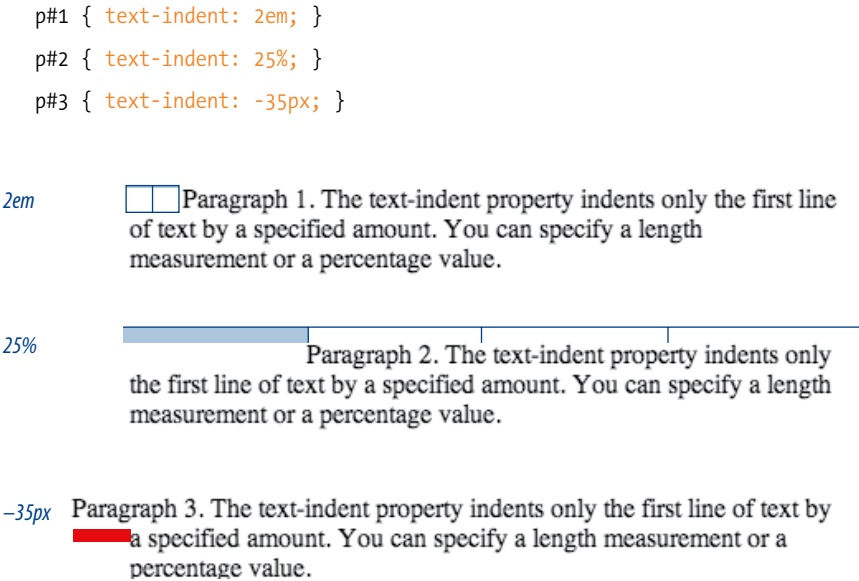 p#1 { text-indent: 2em; }
p#2 { text-indent: 25%; }
p#3 { text-indent: -35px; }
2em
Paragraph 1. The text-indent property indents only the first line
of text by a specified amount. You can specify a length
measurement or a percentage value.
25%
Paragraph 2. The text-indent property indents only
the first line of text by a specified amount. You can specify a length
measurement or a percentage value.
–35px
Paragraph 3. The text-indent property indents only the first line of text by
a specified amount. You can specify a length measurement or a
percentage value.